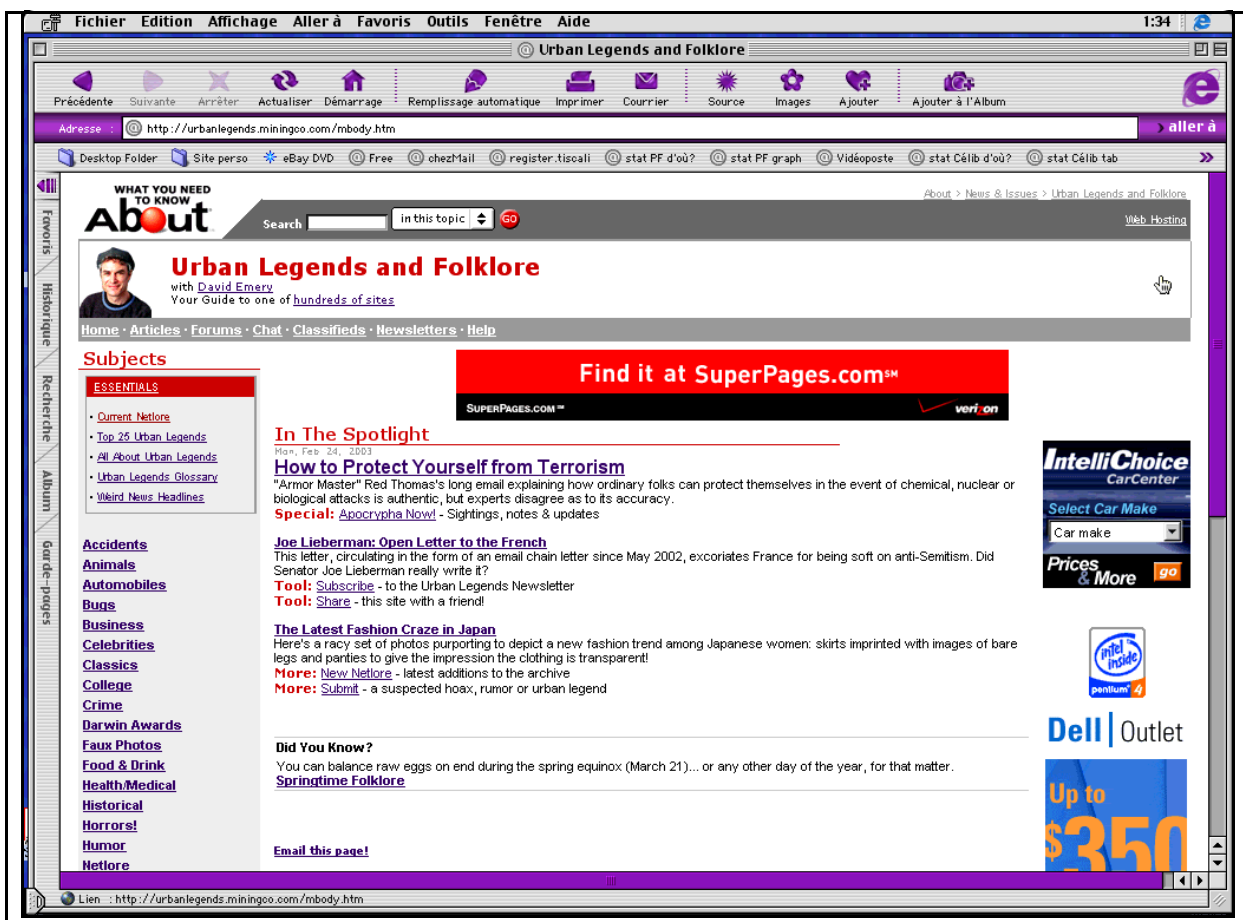 Fichier Edition Affichage Aller à Favoris Outils Fenêtre Aide 1:34
@ Urban Legends and Folklore
Précédente Suivante Arrêter Actualiser Démarrage Remplissage automatique Imprimer Courrier Source Images Ajouter Ajouter à l'Album
Adresse : @ http://urbanlegends.miningco.com/mbody.htm › aller à
Desktop Folder Site perso eBay DVD @ Free @ chezMail @ register.tiscali @ stat PF d'où? @ stat PF graph @ Vidéoposte @ stat Célib d'où? @ stat Célib tab »
Favoris
Historique
Recherche
Album
Garde-pages
WHAT YOU NEED
TO KNOW
About
About > News & Issues > Urban Legends and Folklore
Search in this topic GO
Web Hosting
Urban Legends and Folklore
with David Emery
Your Guide to one of hundreds of sites
Home · Articles · Forums · Chat · Classifieds · Newsletters · Help
Subjects
ESSENTIALS
• Current Netlore
• Top 25 Urban Legends
• All About Urban Legends
• Urban Legends Glossary
• Weird News Headlines
Accidents
Animals
Automobiles
Bugs
Business
Celebrities
Classics
College
Crime
Darwin Awards
Faux Photos
Food & Drink
Health/Medical
Historical
Horrors!
Humor
Netlore
Find it at SuperPages.com℠
SUPERPAGES.COM℠ verizon
In The Spotlight
Mon, Feb 24, 2003
How to Protect Yourself from Terrorism
"Armor Master" Red Thomas's long email explaining how ordinary folks can protect themselves in the event of chemical, nuclear or
biological attacks is authentic, but experts disagree as to its accuracy.
Special: Apocrypha Now! - Sightings, notes & updates
Joe Lieberman: Open Letter to the French
This letter, circulating in the form of an email chain letter since May 2002, excoriates France for being soft on anti-Semitism. Did
Senator Joe Lieberman really write it?
Tool: Subscribe - to the Urban Legends Newsletter
Tool: Share - this site with a friend!
The Latest Fashion Craze in Japan
Here's a racy set of photos purporting to depict a new fashion trend among Japanese women: skirts imprinted with images of bare
legs and panties to give the impression the clothing is transparent!
More: New Netlore - latest additions to the archive
More: Submit - a suspected hoax, rumor or urban legend
Did You Know?
You can balance raw eggs on end during the spring equinox (March 21)... or any other day of the year, for that matter.
Springtime Folklore
Email this page!
IntelliChoice
CarCenter
Select Car Make
Car make
Prices
& More go
intel
inside
pentium 4
Dell | Outlet
Up to
$350
Lien : http://urbanlegends.miningco.com/mbody.htm